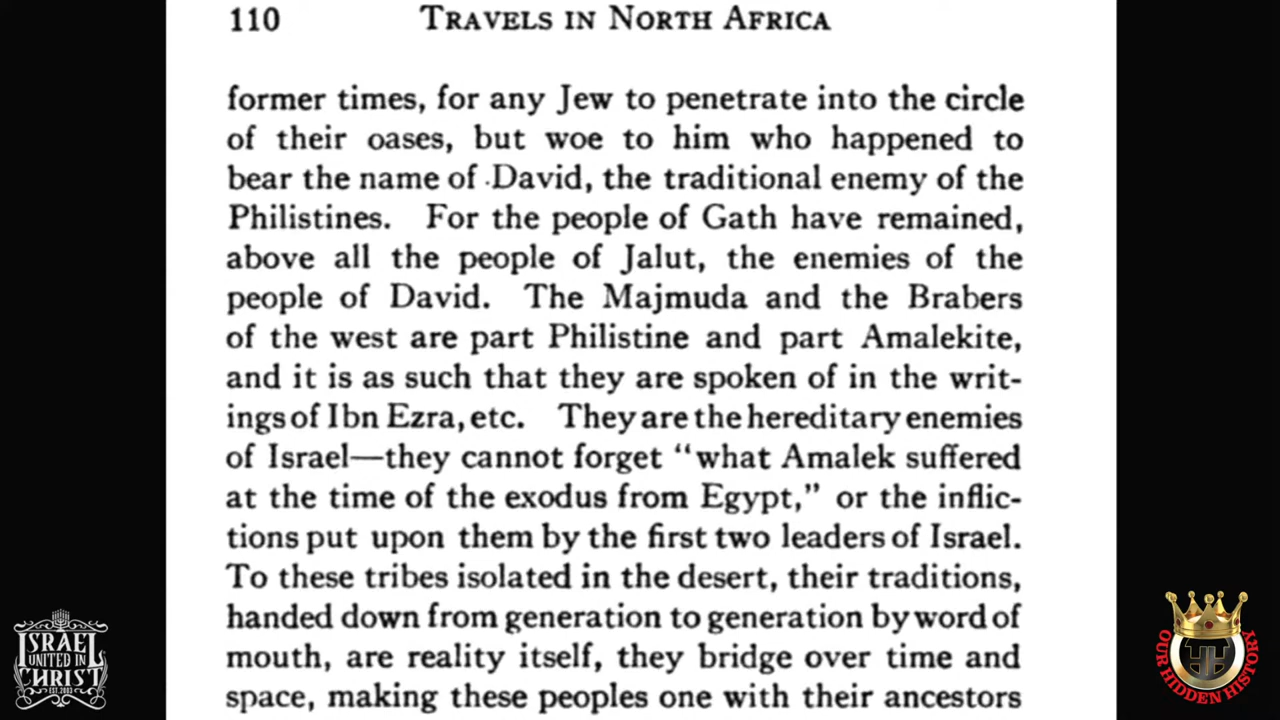 110 TRAVELS IN NORTH AFRICA
former times, for any Jew to penetrate into the circle
of their oases, but woe to him who happened to
bear the name of David, the traditional enemy of the
Philistines. For the people of Gath have remained,
above all the people of Jalut, the enemies of the
people of David. The Majmuda and the Brabers
of the west are part Philistine and part Amalekite,
and it is as such that they are spoken of in the writ-
ings of Ibn Ezra, etc. They are the hereditary enemies
of Israel—they cannot forget “what Amalek suffered
at the time of the exodus from Egypt,” or the inflic-
tions put upon them by the first two leaders of Israel.
To these tribes isolated in the desert, their traditions,
handed down from generation to generation by word of
mouth, are reality itself, they bridge over time and
space, making these peoples one with their ancestors
ISRAEL
UNITED IN
CHRIST
EST.2003
OUR HIDDEN HISTORY